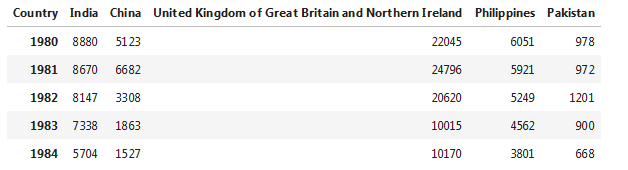 Country India China United Kingdom of Great Britain and Northern Ireland Philippines Pakistan
1980 8880 5123 22045 6051 978
1981 8670 6682 24796 5921 972
1982 8147 3308 20620 5249 1201
1983 7338 1863 10015 4562 900
1984 5704 1527 10170 3801 668